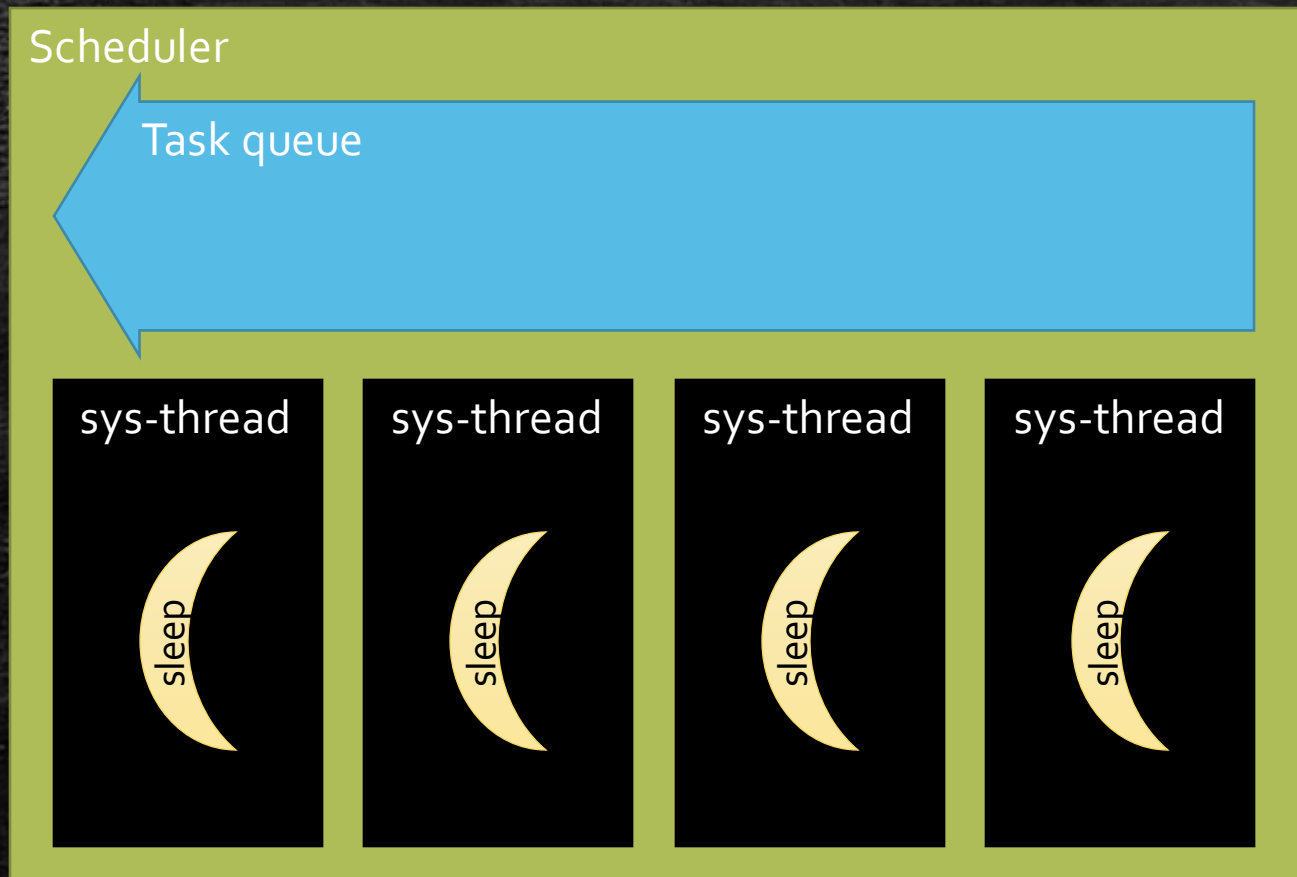 Scheduler
Task queue
sys-thread
sys-thread
sys-thread
sys-thread
sleep
sleep
sleep
sleep